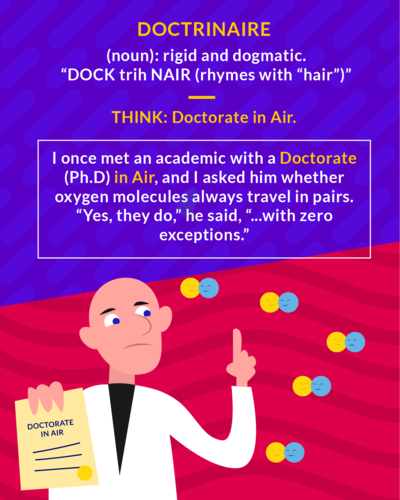 DOCTRINAIRE
(noun): rigid and dogmatic.
“DOCK trih NAIR (rhymes with “hair”)”
THINK: Doctorate in Air.
I once met an academic with a Doctorate
(Ph.D) in Air, and I asked him whether
oxygen molecules always travel in pairs.
“Yes, they do,” he said, “...with zero
exceptions.”
DOCTORATE
IN AIR